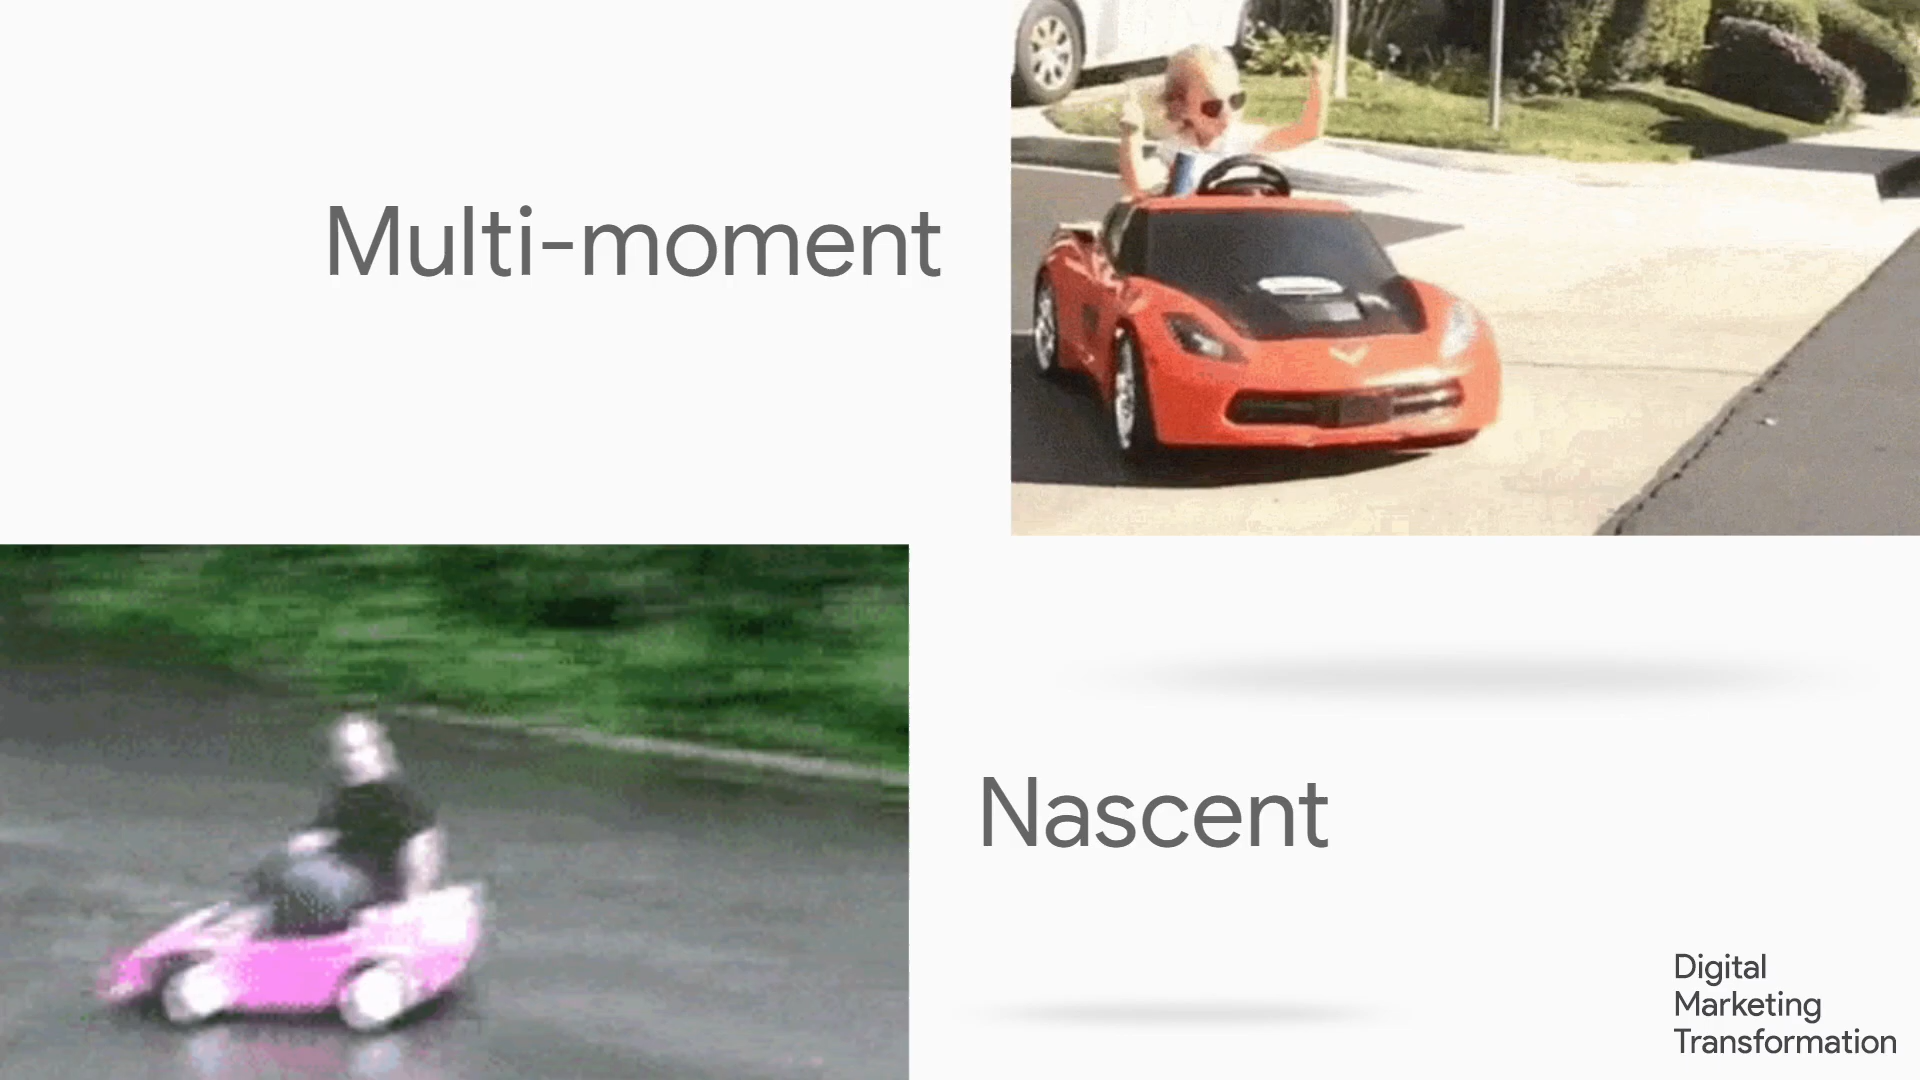 Multi-moment
Nascent
Digital
Marketing
Transformation